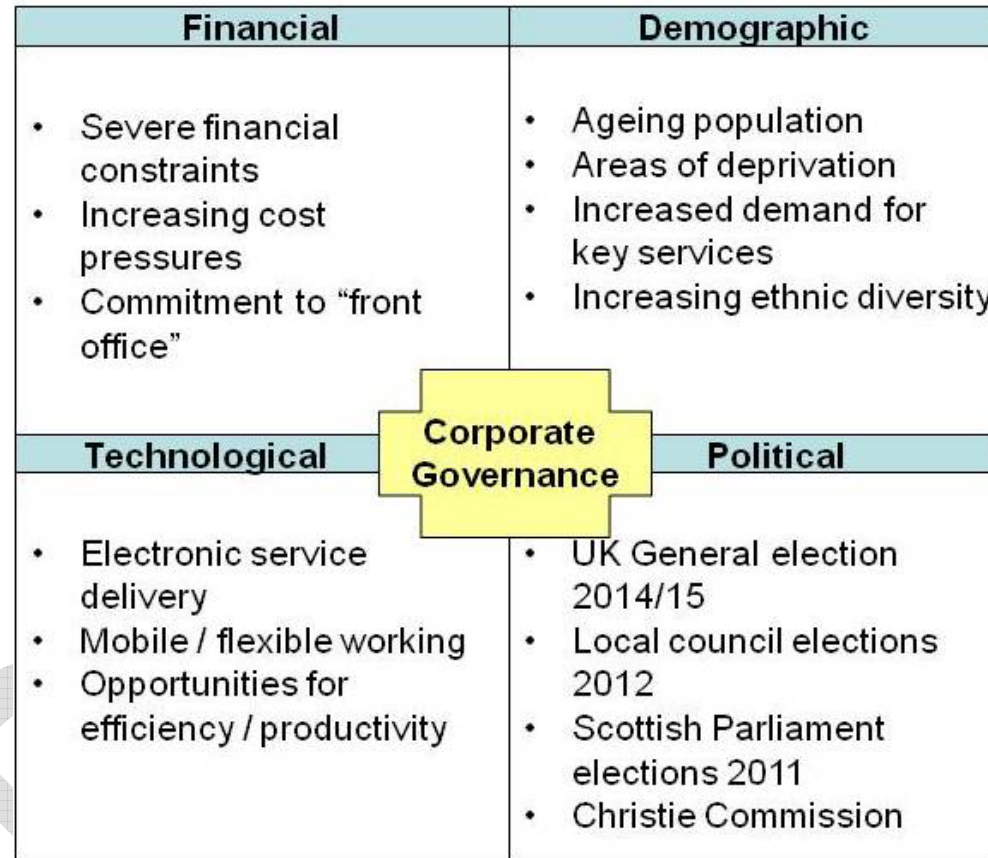 Financial
• Severe financial
constraints
• Increasing cost
pressures
• Commitment to “front
office”
Demographic
• Ageing population
• Areas of deprivation
• Increased demand for
key services
• Increasing ethnic diversity
Corporate
Governance
Technological
• Electronic service
delivery
• Mobile / flexible working
• Opportunities for
efficiency / productivity
Political
• UK General election
2014/15
• Local council elections
2012
• Scottish Parliament
elections 2011
• Christie Commission